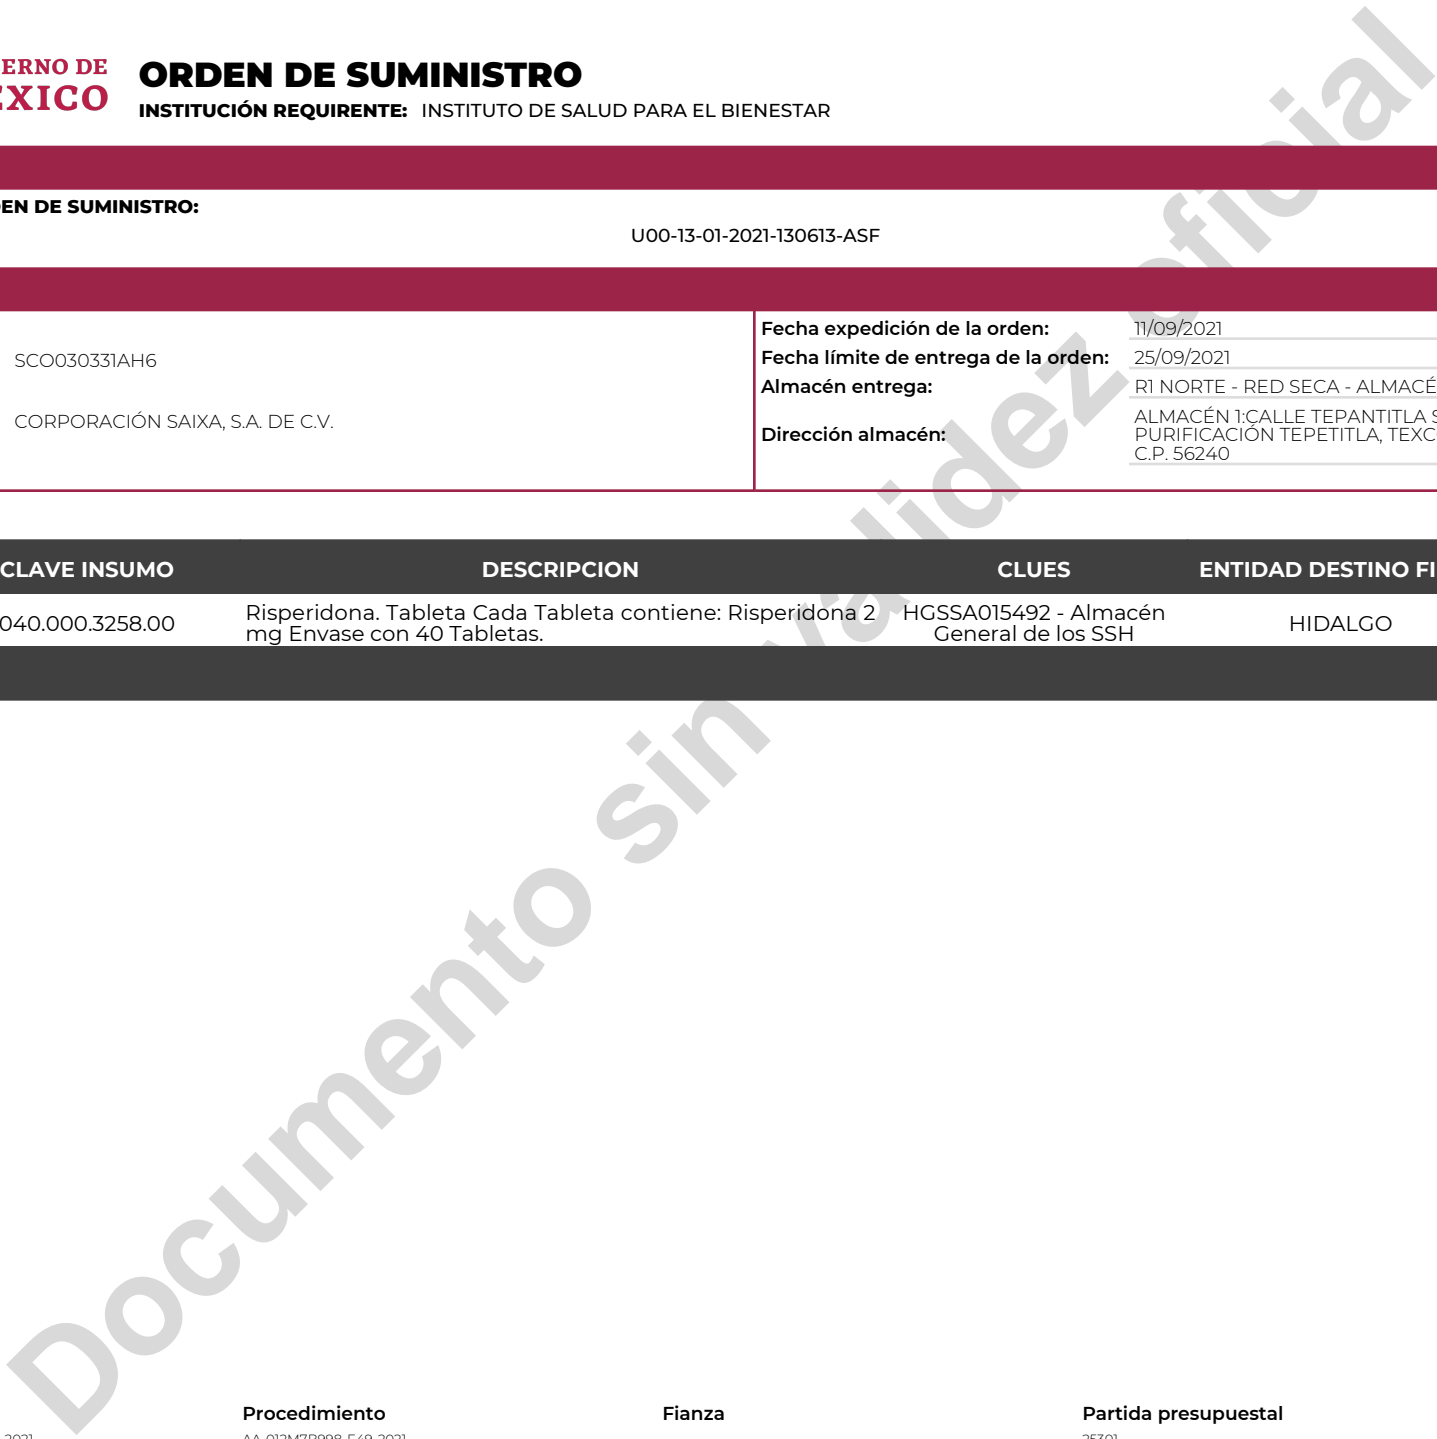 ERNO DE
ÉXICO
ORDEN DE SUMINISTRO
INSTITUCIÓN REQUIRENTE: INSTITUTO DE SALUD PARA EL BIENESTAR
EN DE SUMINISTRO:
U00-13-01-2021-130613-ASF
SCO030331AH6
CORPORACIÓN SAIXA, S.A. DE C.V.
Fecha expedición de la orden: 11/09/2021
Fecha límite de entrega de la orden: 25/09/2021
Almacén entrega: R1 NORTE - RED SECA - ALMACÉ
Dirección almacén: ALMACÉN 1:CALLE TEPANTITLA S
PURIFICACIÓN TEPETITLA, TEXC
C.P. 56240
CLAVE INSUMO DESCRIPCION CLUES ENTIDAD DESTINO FI
040.000.3258.00 Risperidona. Tableta Cada Tableta contiene: Risperidona 2 HGSSA015492 - Almacén HIDALGO
mg Envase con 40 Tabletas. General de los SSH
Documento sin validez oficial
Procedimiento Fianza Partida presupuestal